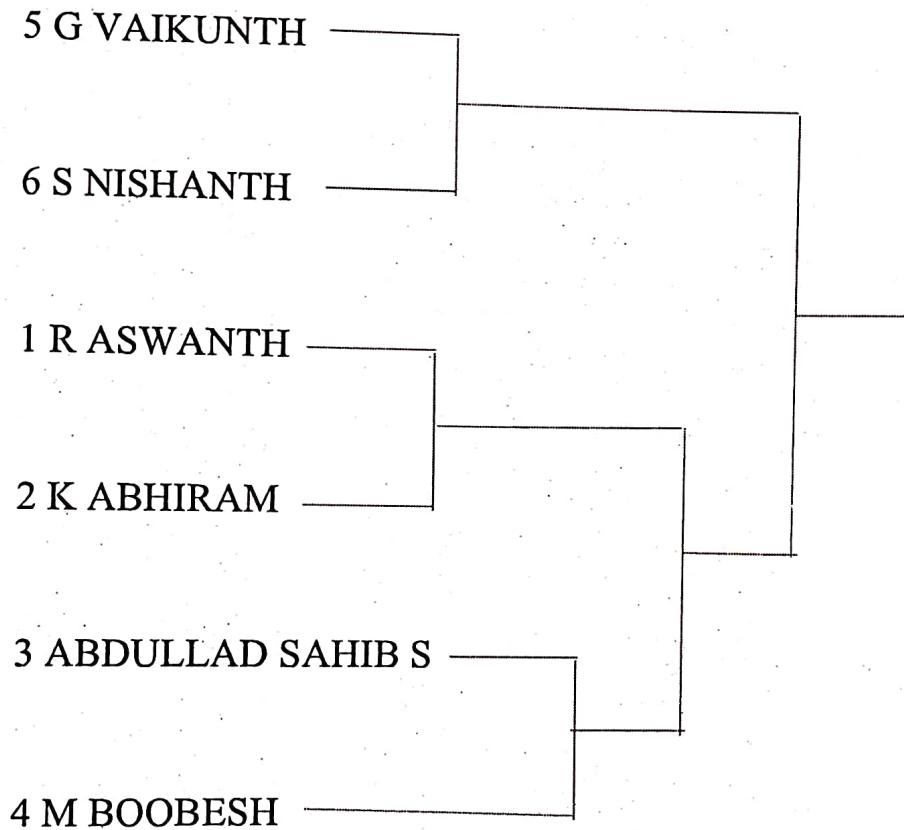 5 G VAIKUNTH
6 S NISHANTH
1 R ASWANTH
2 K ABHIRAM
3 ABDULLAD SAHIB S
4 M BOOBESH